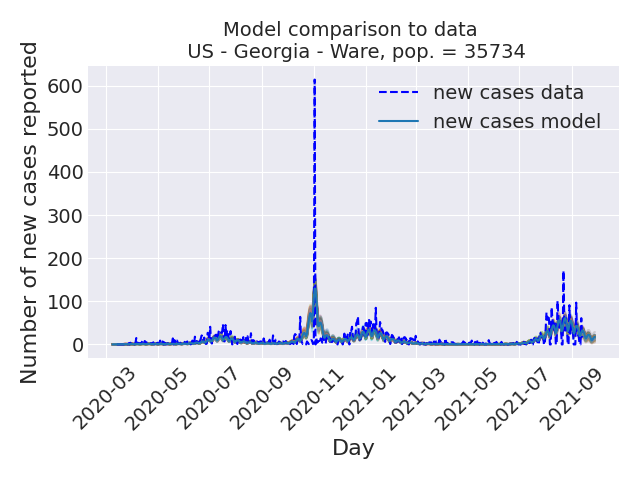 Model comparison to data
US - Georgia - Ware, pop. = 35734
Number of new cases reported
600
500
400
300
200
100
0
new cases data
new cases model
2020-03
2020-05
2020-07
2020-09
2020-11
2021-01
2021-03
2021-05
2021-07
2021-09
Day